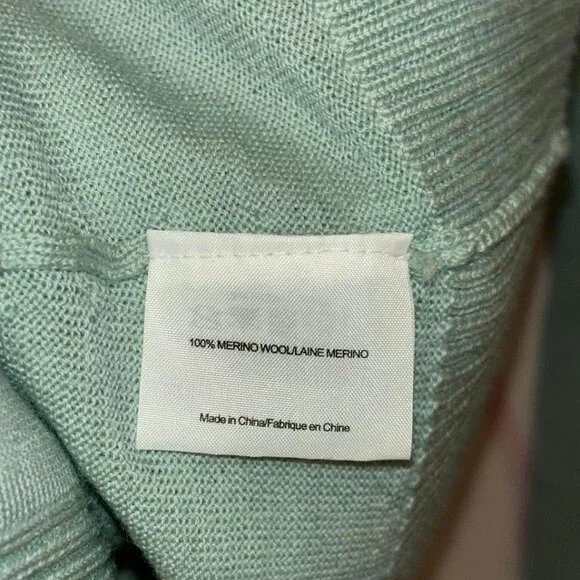 100% MERINO WOOL/LAINE MERINO
Made in China/Fabrique en Chine